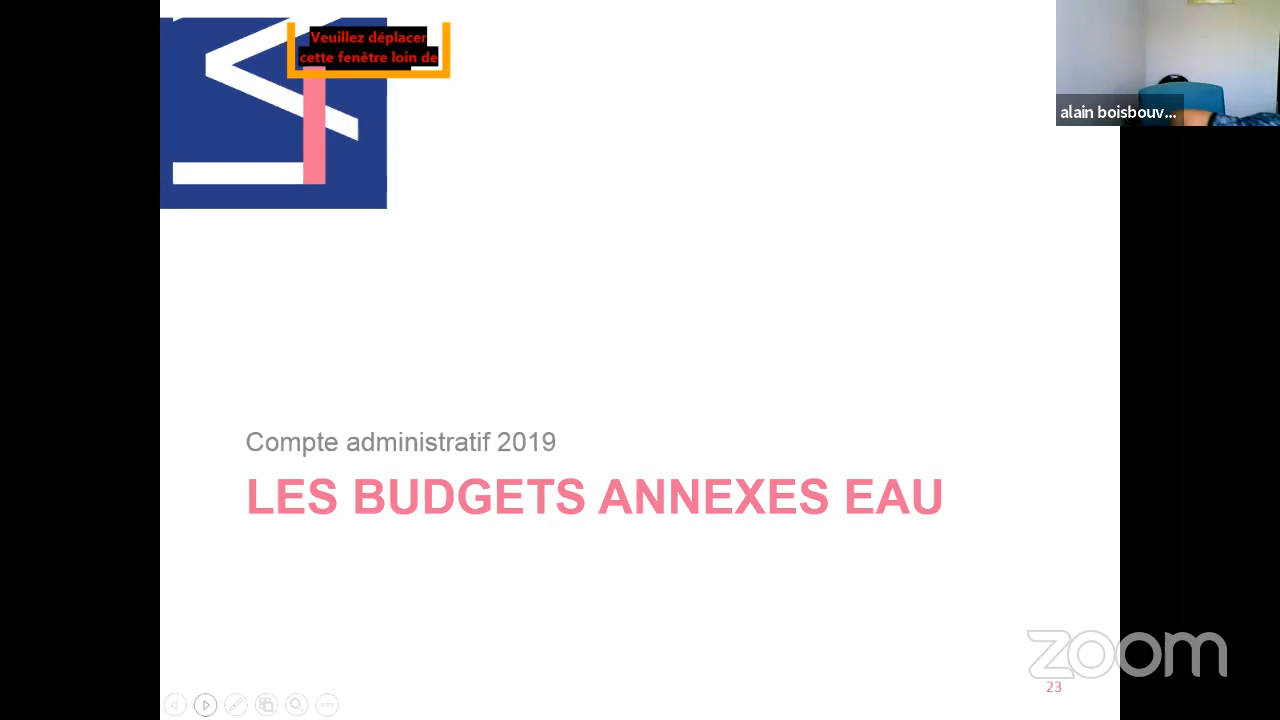 Veuillez déplacer
cette fenêtre loin de
alain boisbouv...
Compte administratif 2019
LES BUDGETS ANNEXES EAU
zoom
23